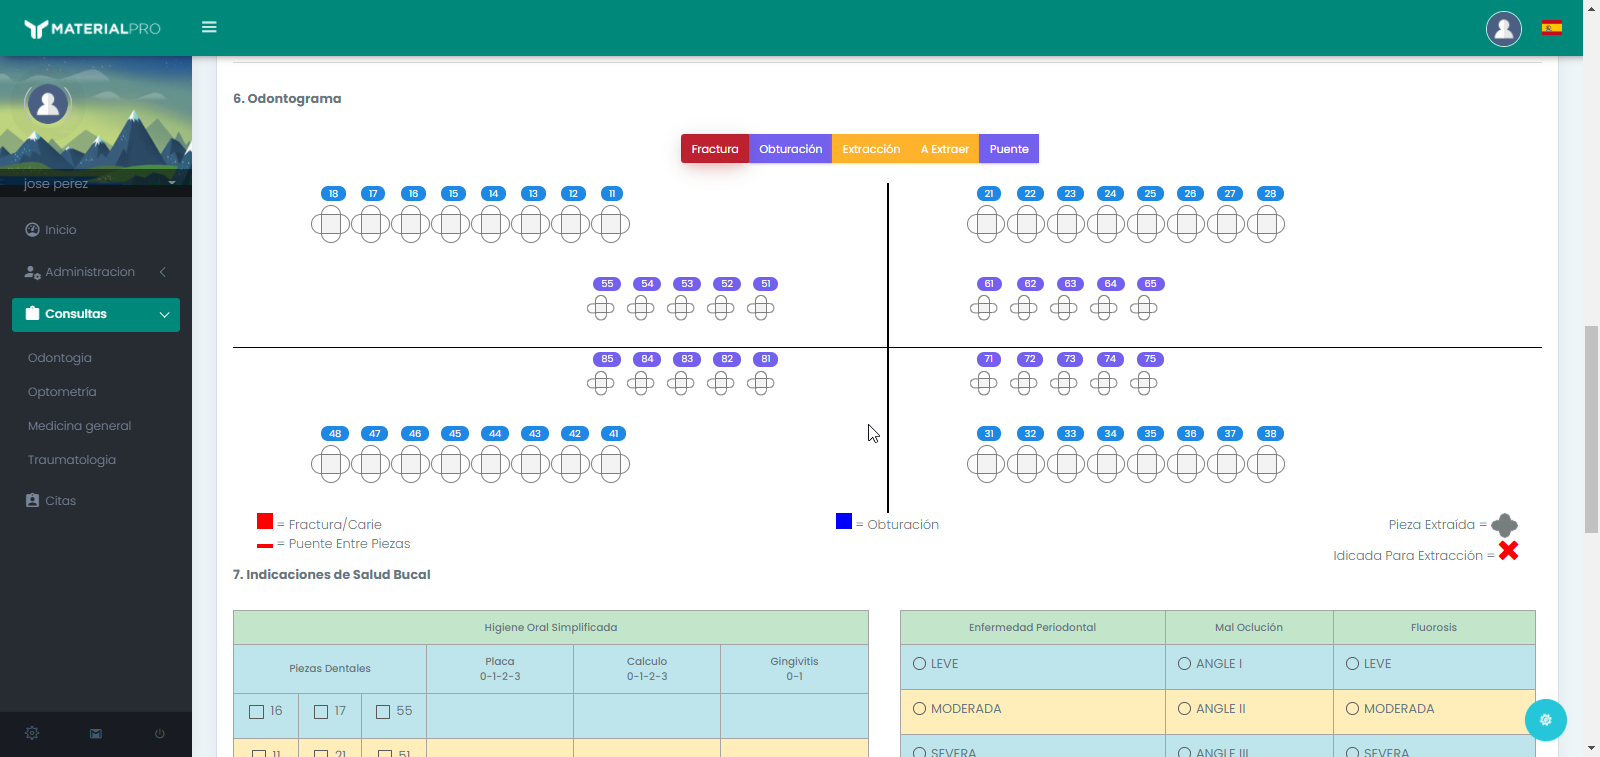 MATERIALPRO
jose perez
Inicio
Administracion
Consultas
Odontogia
Optometría
Medicina general
Traumatologia
Citas
6. Odontograma
Fractura Obturación Extracción A Extraer Puente
18 17 16 15 14 13 12 11 21 22 23 24 25 26 27 28
55 54 53 52 51 61 62 63 64 65
85 84 83 82 81 71 72 73 74 75
48 47 46 45 44 43 42 41 31 32 33 34 35 36 37 38
= Fractura/Carie = Obturación Pieza Extraída =
= Puente Entre Piezas
Idicada Para Extracción =
7. Indicaciones de Salud Bucal
Higiene Oral Simplificada
Piezas Dentales Placa Calculo Gingivitis
0-1-2-3 0-1-2-3 0-1
16 17 55
11 21 51
Enfermedad Periodontal Mal Oclución Fluorosis
LEVE ANGLE I LEVE
MODERADA ANGLE II MODERADA
SEVERA ANGLE III SEVERA